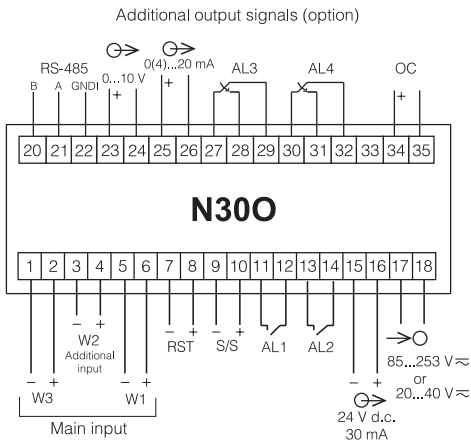 Additional output signals (option)
RS-485
B A GND
0...10 V
+
0(4)...20 mA
+
AL3
AL4
OC
+
20 21 22 23 24 25 26 27 28 29 30 31 32 33 34 35
N30O
1 2 3 4 5 6 7 8 9 10 11 12 13 14 15 16 17 18
− +
W3
− +
W2
Additional
input
− +
W1
Main input
− +
RST
− +
S/S
AL1
AL2
− +
24 V d.c.
30 mA
85...253 V
or
20...40 V